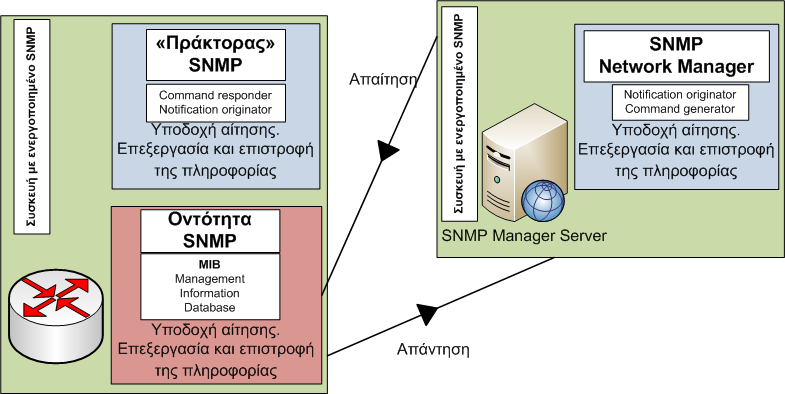 Συσκευή με ενεργοποιημένο SNMP
«Πράκτορας»
SNMP
Command responder
Notification originator
Υποδοχή αίτησης.
Επεξεργασία και επιστροφή
της πληροφορίας
Οντότητα
SNMP
MIB
Management
Information
Database
Υποδοχή αίτησης.
Επεξεργασία και επιστροφή
της πληροφορίας
Απαίτηση
Απάντηση
Συσκευή με ενεργοποιημένο SNMP
SNMP
Network Manager
Notification originator
Command generator
Υποδοχή αίτησης.
Επεξεργασία και επιστροφή
της πληροφορίας
SNMP Manager Server